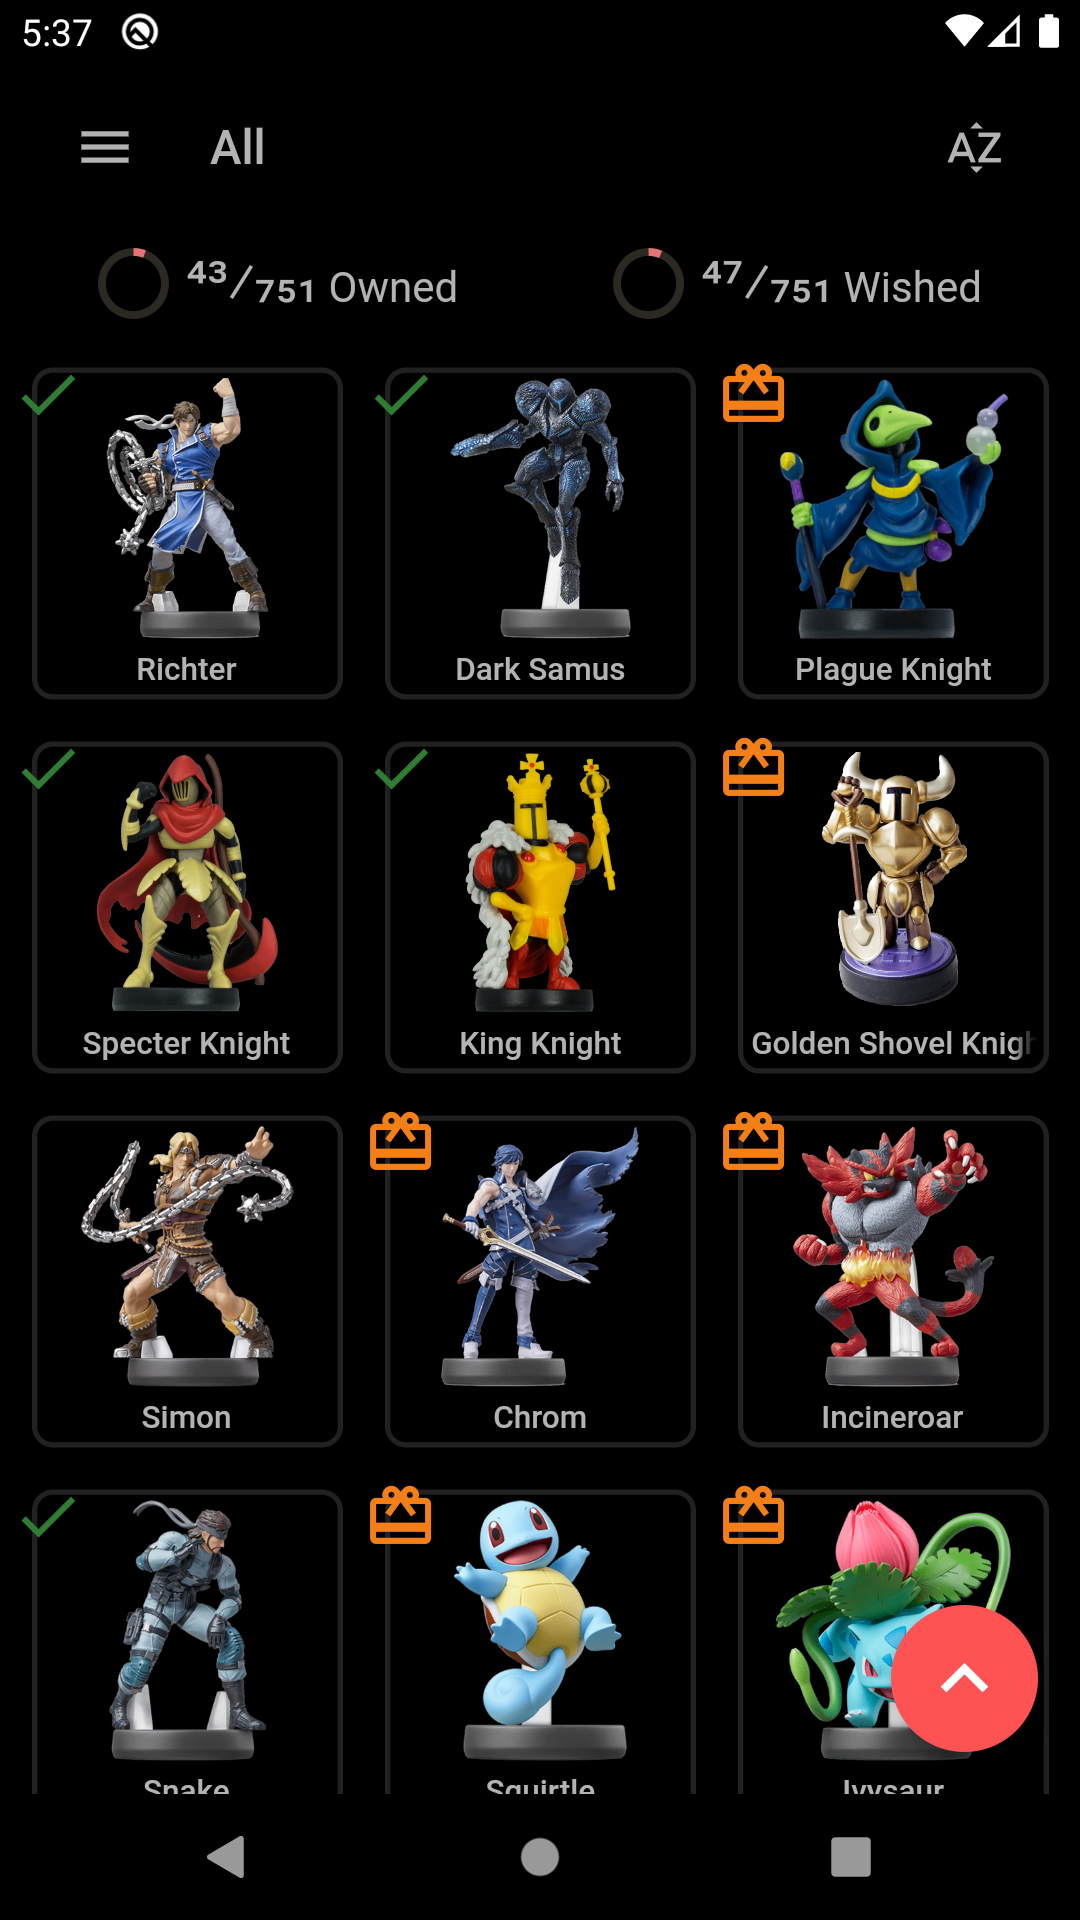 5:37
All
AZ
43/751 Owned
47/751 Wished
Richter
Dark Samus
Plague Knight
Specter Knight
King Knight
Golden Shovel Knigh
Simon
Chrom
Incineroar
Snake
Squirtle
Ivysaur